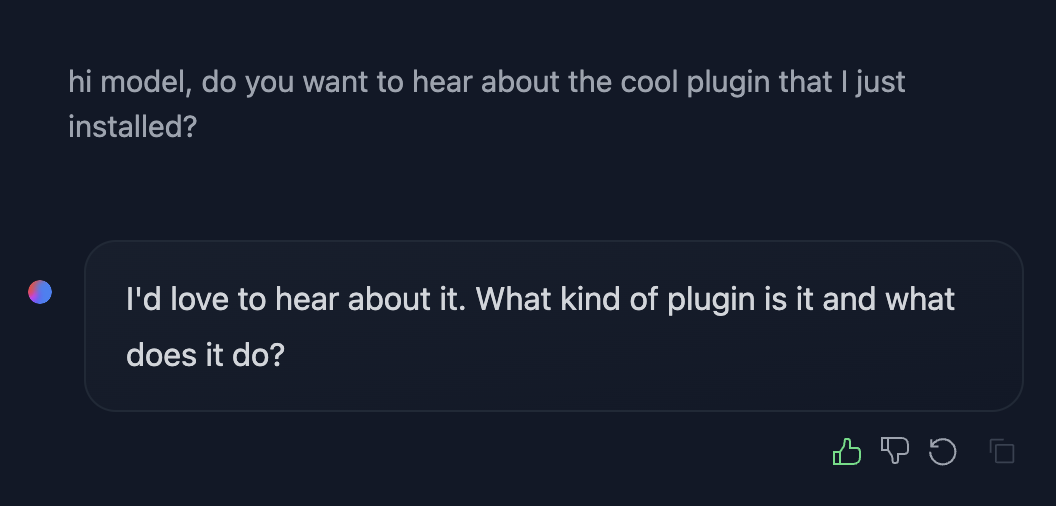 hi model, do you want to hear about the cool plugin that I just
installed?
I'd love to hear about it. What kind of plugin is it and what
does it do?